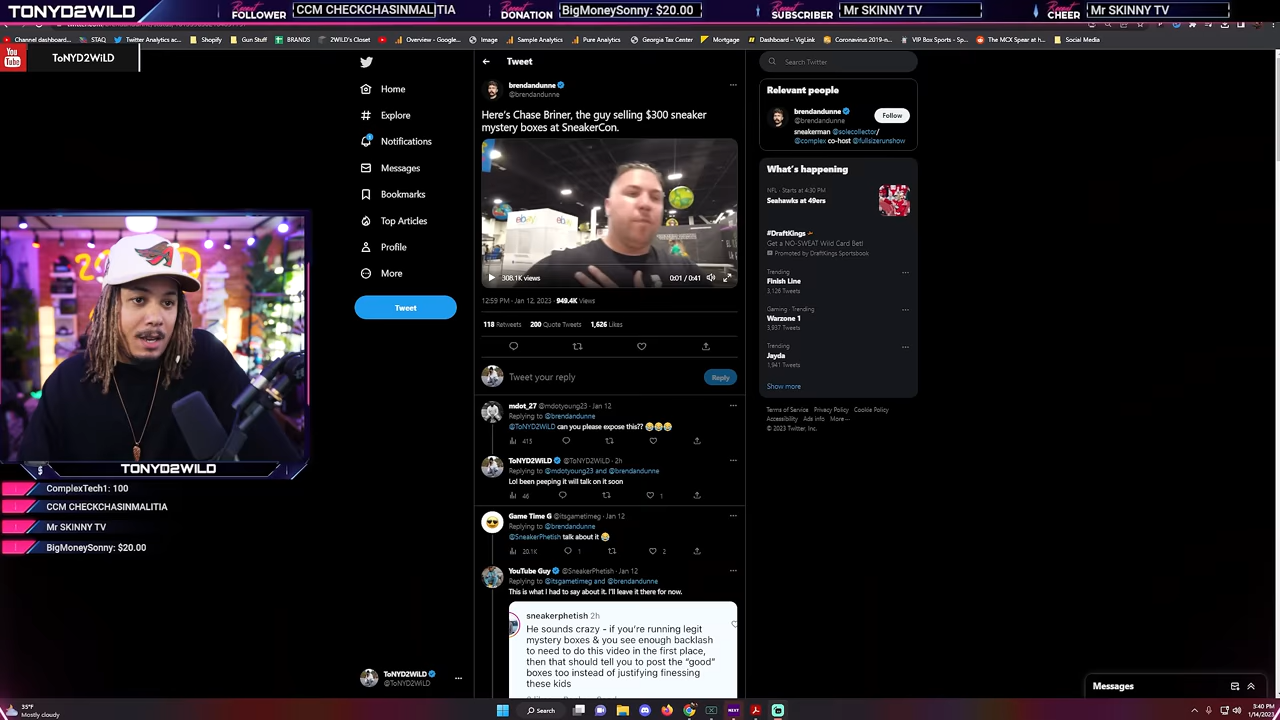 TONYD2WILD
Recent FOLLOWER
CCM CHECKCHASINMALITIA
Recent DONATION
BigMoneySonny: $20.00
Recent SUBSCRIBER
Mr SKINNY TV
Recent CHEER
Mr SKINNY TV
Channel dashboard...
STAQ
Twitter Analytics ac...
Shopify
Gun Stuff
BRANDS
2WILD's Closet
Overview - Google...
Image
Sample Analytics
Pure Analytics
Georgia Tax Center
Mortgage
Dashboard - VigLink
Coronavirus 2019-n...
VIP Box Sports - Sp...
The MCX Spear at h...
Social Media
You Tube
ToNYD2WiLD
Home
Explore
Notifications
Messages
Bookmarks
Top Articles
Profile
More
Tweet
ToNYD2WiLD
@ToNYD2WiLD
Tweet
brendandunne
@brendandunne
Here's Chase Briner, the guy selling $300 sneaker
mystery boxes at SneakerCon.
ebay
eb
308.1K views
0:01 / 0:41
12:59 PM · Jan 12, 2023 · 949.4K Views
118 Retweets 200 Quote Tweets 1,626 Likes
Tweet your reply
Reply
mdot_27 @mdotyoung23 · Jan 12
Replying to @brendandunne
@ToNYD2WiLD can you please expose this?? 😂😂😂
415
ToNYD2WiLD @ToNYD2WiLD · 2h
Replying to @mdotyoung23 and @brendandunne
Lol been peeping it will talk on it soon
46 1
Game Time G @itsgametimeg · Jan 12
Replying to @brendandunne
@SneakerPhetish talk about it 😂
20.1K 1 2
YouTube Guy @SneakerPhetish · Jan 12
Replying to @itsgametimeg and @brendandunne
This is what I had to say about it. I'll leave it there for now.
sneakerphetish 2h
He sounds crazy - if you're running legit
mystery boxes & you see enough backlash
to need to do this video in the first place,
then that should tell you to post the "good"
boxes too instead of justifying finessing
these kids
Search Twitter
Relevant people
brendandunne
@brendandunne
Follow
sneakerman @solecollector/
@complex co-host @fullsizerunshow
What's happening
NFL · Starts at 4:30 PM
Seahawks at 49ers
#DraftKings
Get a NO-SWEAT Wild Card Bet!
Promoted by DraftKings Sportsbook
Trending
Finish Line
3,126 Tweets
Gaming · Trending
Warzone 1
3,937 Tweets
Trending
Jayda
1,941 Tweets
Show more
Terms of Service Privacy Policy Cookie Policy
Accessibility Ads info More
© 2023 Twitter, Inc.
Messages
TONYD2WILD
ComplexTech1: 100
CCM CHECKCHASINMALITIA
Mr SKINNY TV
BigMoneySonny: $20.00
35°F
Mostly cloudy
Search
NEXT
3:40 PM
1/14/2023